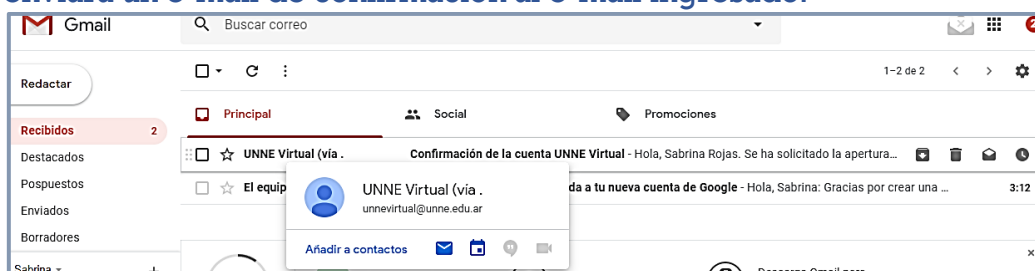 enviará un e-mail de confirmación al e-mail ingresado.
Gmail
Buscar correo
2
Redactar
1–2 de 2
Principal
Social
Promociones
Recibidos 2
UNNE Virtual (vía . Confirmación de la cuenta UNNE Virtual - Hola, Sabrina Rojas. Se ha solicitado la apertura...
Destacados
Pospuestos
El equip da a tu nueva cuenta de Google - Hola, Sabrina: Gracias por crear una ... 3:12
UNNE Virtual (vía .
unnevirtual@unne.edu.ar
Enviados
Borradores
Añadir a contactos
Sabrina